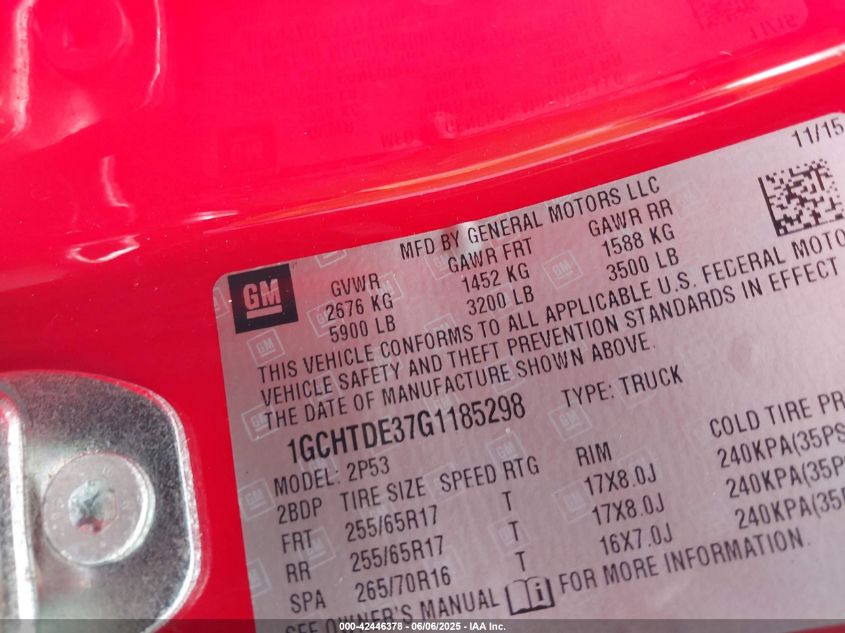 11/15
MFD BY GENERAL MOTORS LLC
GM
GVWR GAWR FRT GAWR RR
2676 KG 1452 KG 1588 KG
5900 LB 3200 LB 3500 LB
THIS VEHICLE CONFORMS TO ALL APPLICABLE U.S. FEDERAL MOTO
VEHICLE SAFETY AND THEFT PREVENTION STANDARDS IN EFFECT
THE DATE OF MANUFACTURE SHOWN ABOVE.
1GCHTDE37G1185298 TYPE: TRUCK
MODEL: 2P53
2BDP TIRE SIZE SPEED RTG RIM COLD TIRE PR
FRT 255/65R17 T 17X8.0J 240KPA(35PS
RR 255/65R17 T 17X8.0J 240KPA(35P
SPA 265/70R16 T 16X7.0J 240KPA(35
SEE OWNER'S MANUAL FOR MORE INFORMATION.
000-42446378 - 06/06/2025 - IAA Inc.